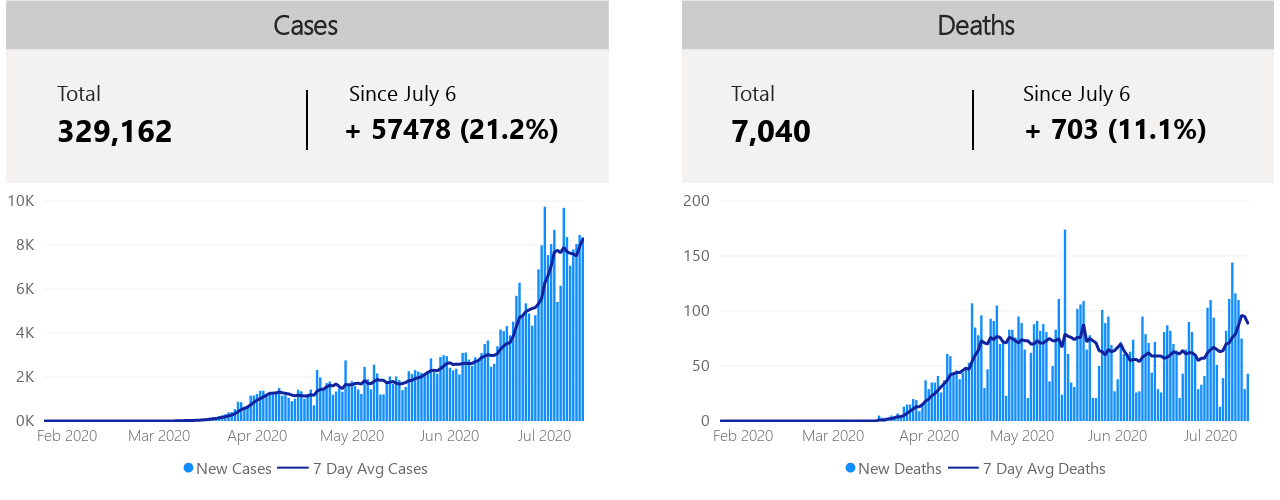 Cases
Total
329,162
Since July 6
+ 57478 (21.2%)
10K
8K
6K
4K
2K
0K
Feb 2020
Mar 2020
Apr 2020
May 2020
Jun 2020
Jul 2020
New Cases
7 Day Avg Cases
Deaths
Total
7,040
Since July 6
+ 703 (11.1%)
200
150
100
50
0
Feb 2020
Mar 2020
Apr 2020
May 2020
Jun 2020
Jul 2020
New Deaths
7 Day Avg Deaths